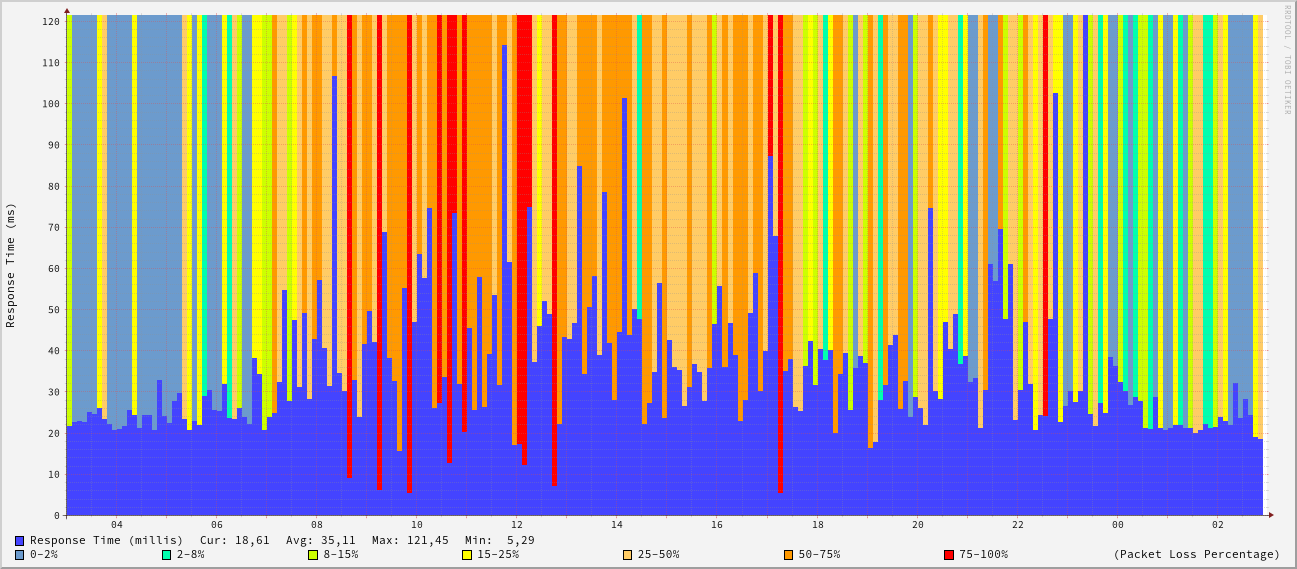 RRDTOOL / TOBI OETIKER
Response Time (ms)
120
110
100
90
80
70
60
50
40
30
20
10
0
04 06 08 10 12 14 16 18 20 22 00 02
Response Time (millis) Cur: 18,61 Avg: 35,11 Max: 121,45 Min: 5,29
0-2% 2-8% 8-15% 15-25% 25-50% 50-75% 75-100% (Packet Loss Percentage)